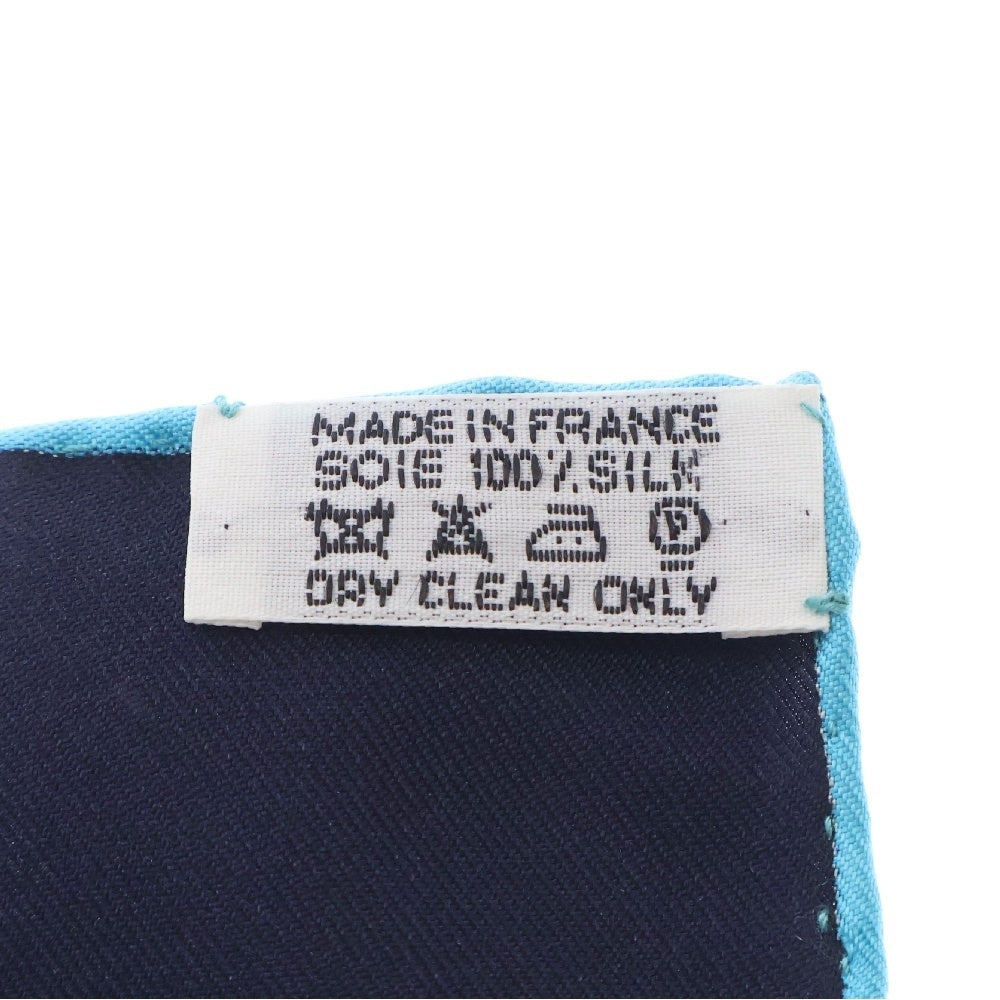 MADE IN FRANCE
SOIE 100% SILK
P
DRY CLEAN ONLY